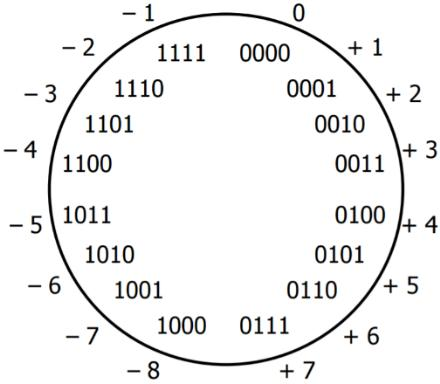 – 1 0
– 2 1111 0000 + 1
– 3 1110 0001 + 2
1101 0010
– 4 1100 0011 + 3
– 5 1011 0100 + 4
1010 0101
– 6 1001 0110 + 5
– 7 1000 0111 + 6
– 8 + 7